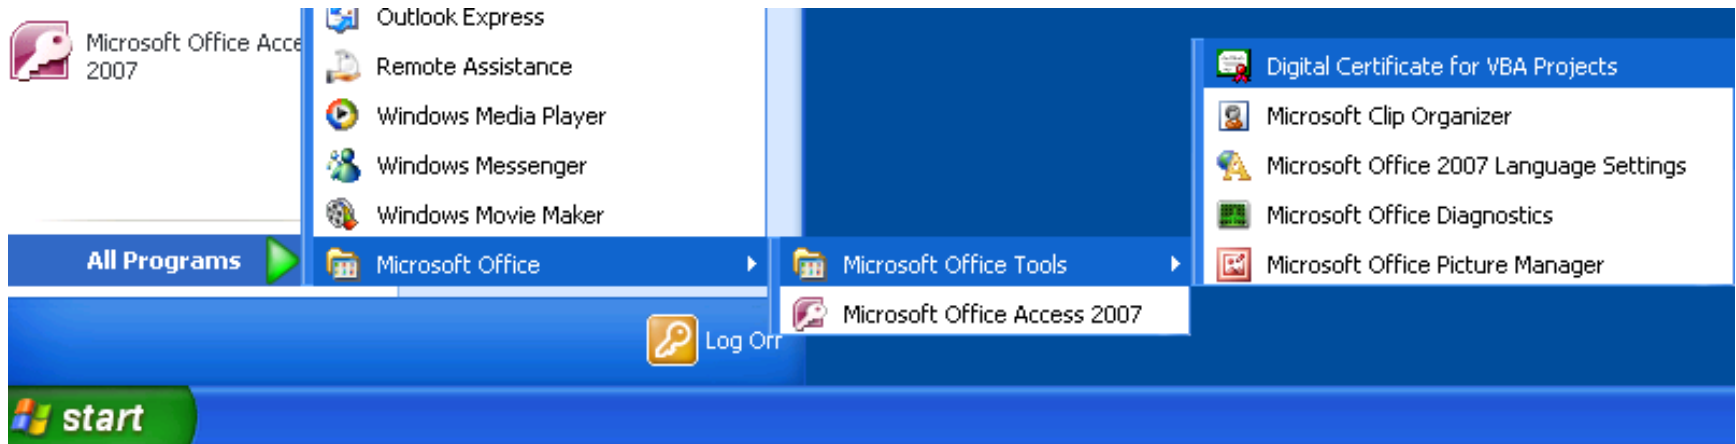 Microsoft Office Acce
2007
All Programs
Outlook Express
Remote Assistance
Windows Media Player
Windows Messenger
Windows Movie Maker
Microsoft Office
Microsoft Office Tools
Microsoft Office Access 2007
Digital Certificate for VBA Projects
Microsoft Clip Organizer
Microsoft Office 2007 Language Settings
Microsoft Office Diagnostics
Microsoft Office Picture Manager
Log Off
start